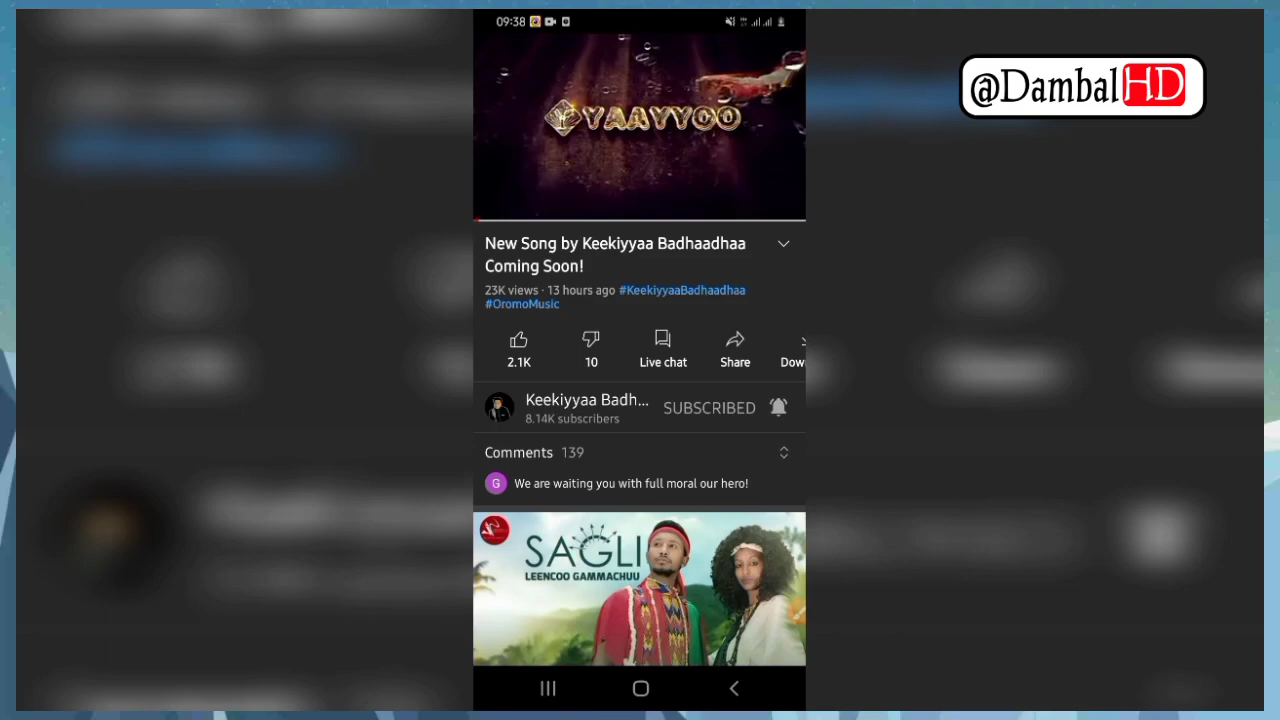 09:38
@DambalHD
YAAYYOO
New Song by Keekiyyaa Badhaadhaa
Coming Soon!
23K views · 13 hours ago #KeekiyyaaBadhaadhaa
#OromoMusic
2.1K 10 Live chat Share Dow
Keekiyyaa Badh... SUBSCRIBED
8.14K subscribers
Comments 139
G We are waiting you with full moral our hero!
SAGLI
LEENCOO GAMMACHUU